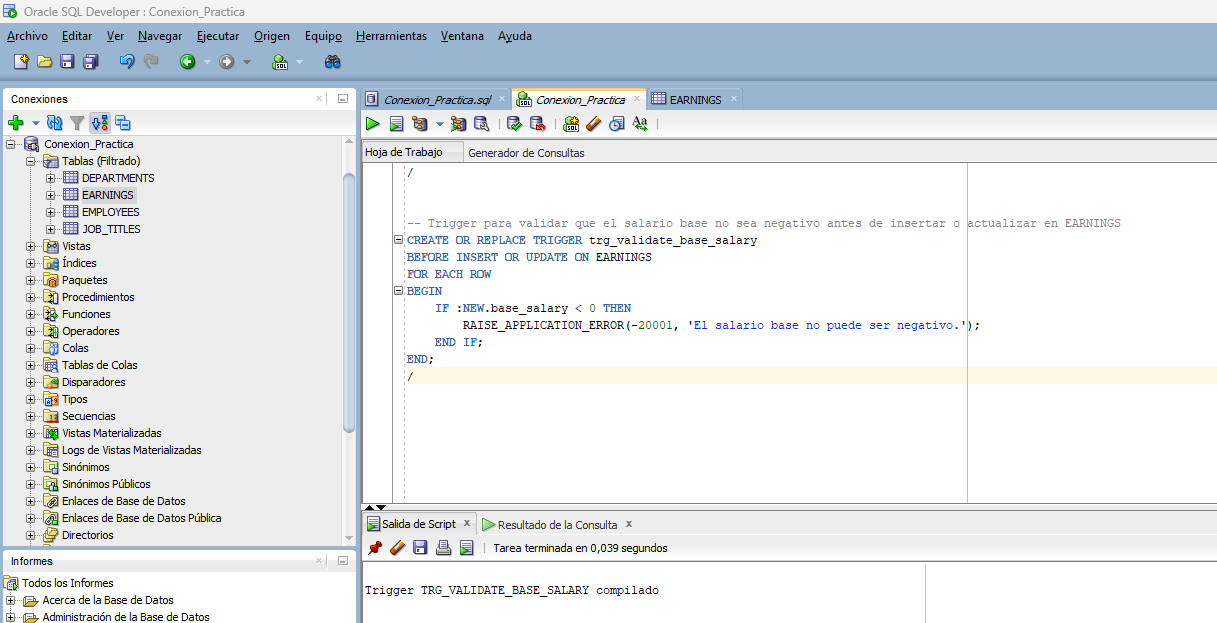 Oracle SQL Developer : Conexion_Practica
Archivo Editar Ver Navegar Ejecutar Origen Equipo Herramientas Ventana Ayuda
Conexiones
Conexion_Practica
Tablas (Filtrado)
DEPARTMENTS
EARNINGS
EMPLOYEES
JOB_TITLES
Vistas
Índices
Paquetes
Procedimientos
Funciones
Operadores
Colas
Tablas de Colas
Disparadores
Tipos
Secuencias
Vistas Materializadas
Logs de Vistas Materializadas
Sinónimos
Sinónimos Públicos
Enlaces de Base de Datos
Enlaces de Base de Datos Pública
Directorios
Informes
Todos los Informes
Acerca de la Base de Datos
Administración de la Base de Datos
Conexion_Practica.sql Conexion_Practica EARNINGS
Hoja de Trabajo Generador de Consultas
/
-- Trigger para validar que el salario base no sea negativo antes de insertar o actualizar en EARNINGS
CREATE OR REPLACE TRIGGER trg_validate_base_salary
BEFORE INSERT OR UPDATE ON EARNINGS
FOR EACH ROW
BEGIN
    IF :NEW.base_salary < 0 THEN
        RAISE_APPLICATION_ERROR(-20001, 'El salario base no puede ser negativo.');
    END IF;
END;
/
Salida de Script Resultado de la Consulta
Tarea terminada en 0,039 segundos
Trigger TRG_VALIDATE_BASE_SALARY compilado